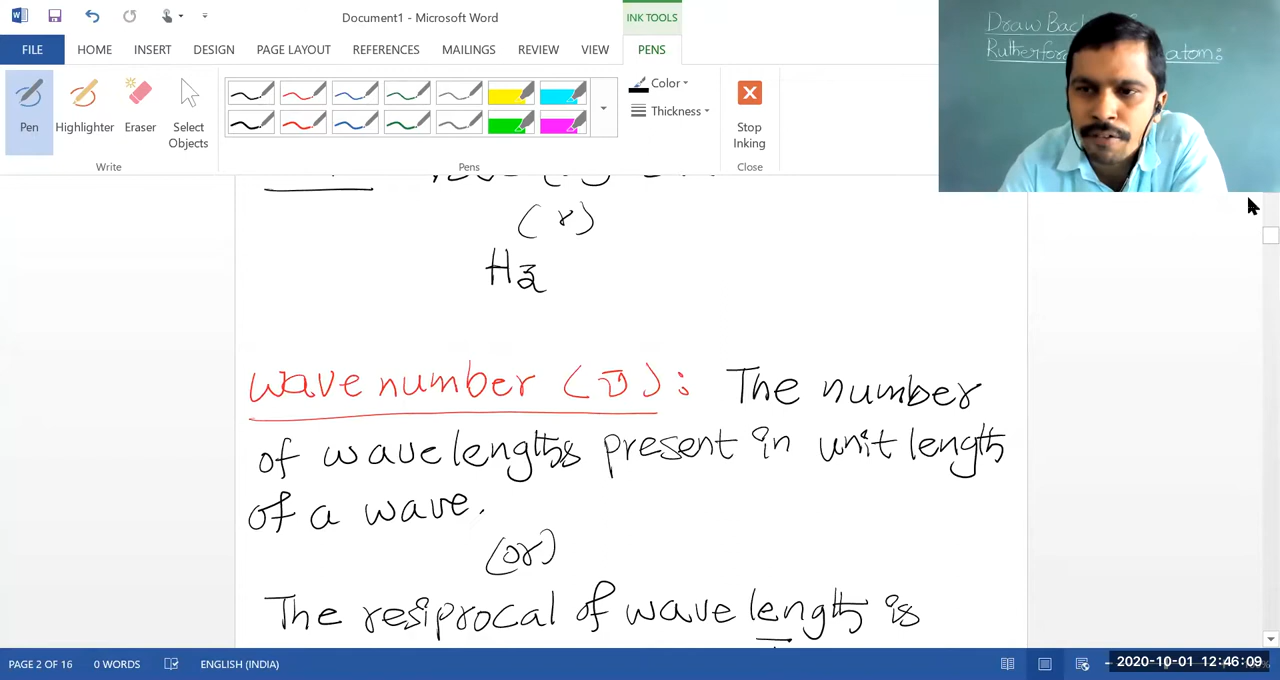 Document1 - Microsoft Word
INK TOOLS
FILE
HOME
INSERT
DESIGN
PAGE LAYOUT
REFERENCES
MAILINGS
REVIEW
VIEW
PENS
Pen
Highlighter
Eraser
Select Objects
Color
Thickness
Stop Inking
Write
Pens
Close
Draw Bac
Rutherfor atom:
Hz
wave number (ν̅) : The number
of wavelengths present in unit length
of a wave.
(or)
The resiprocal of wave length is
PAGE 2 OF 16
0 WORDS
ENGLISH (INDIA)
2020-10-01 12:46:09